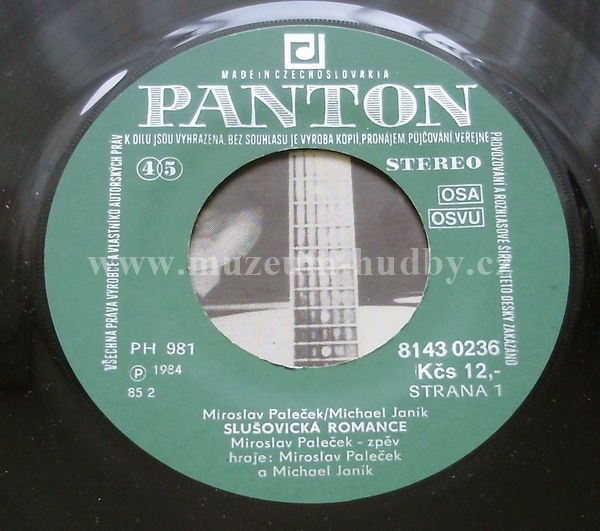 MADE IN CZECHOSLOVAKIA
PANTON
VŠECHNA PRÁVA VÝROBCE A VLASTNÍKŮ AUTORSKÝCH PRÁV
K DÍLU JSOU VYHRAZENA. BEZ SOUHLASU JE VÝROBA KOPIÍ, PRONÁJEM, PŮJČOVÁNÍ, VEREJNÉ
PROVOZOVÁNÍ A ROZHLASOVÉ ŠÍŘENÍ TÉTO DESKY ZAKÁZÁNO
45
STEREO
OSA
OSVU
www.muzeum-hudby.cz
PH 981
8143 0236
℗ 1984
Kčs 12,-
85 2
STRANA 1
Miroslav Paleček/Michael Janík
SLUŠOVICKÁ ROMANCE
Miroslav Paleček - zpěv
hraje: Miroslav Paleček
a Michael Janík